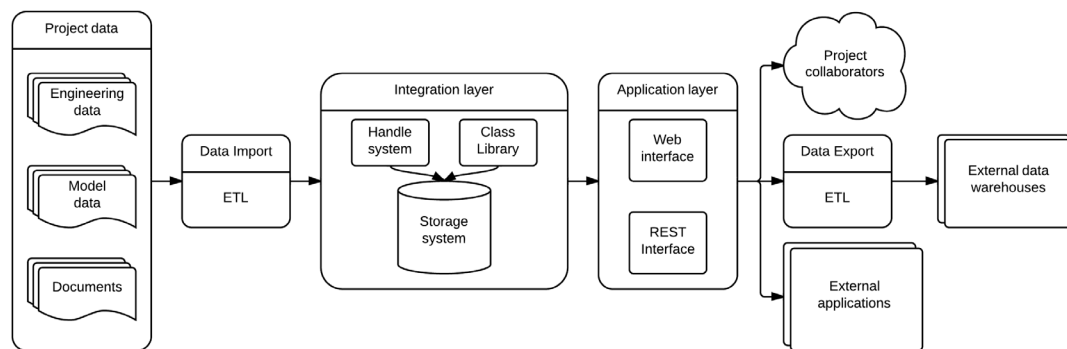 Project data
Engineering
data
Model
data
Documents
Data Import
ETL
Integration layer
Handle
system
Class
Library
Storage
system
Application layer
Web
interface
REST
Interface
Project
collaborators
Data Export
ETL
External data
warehouses
External
applications